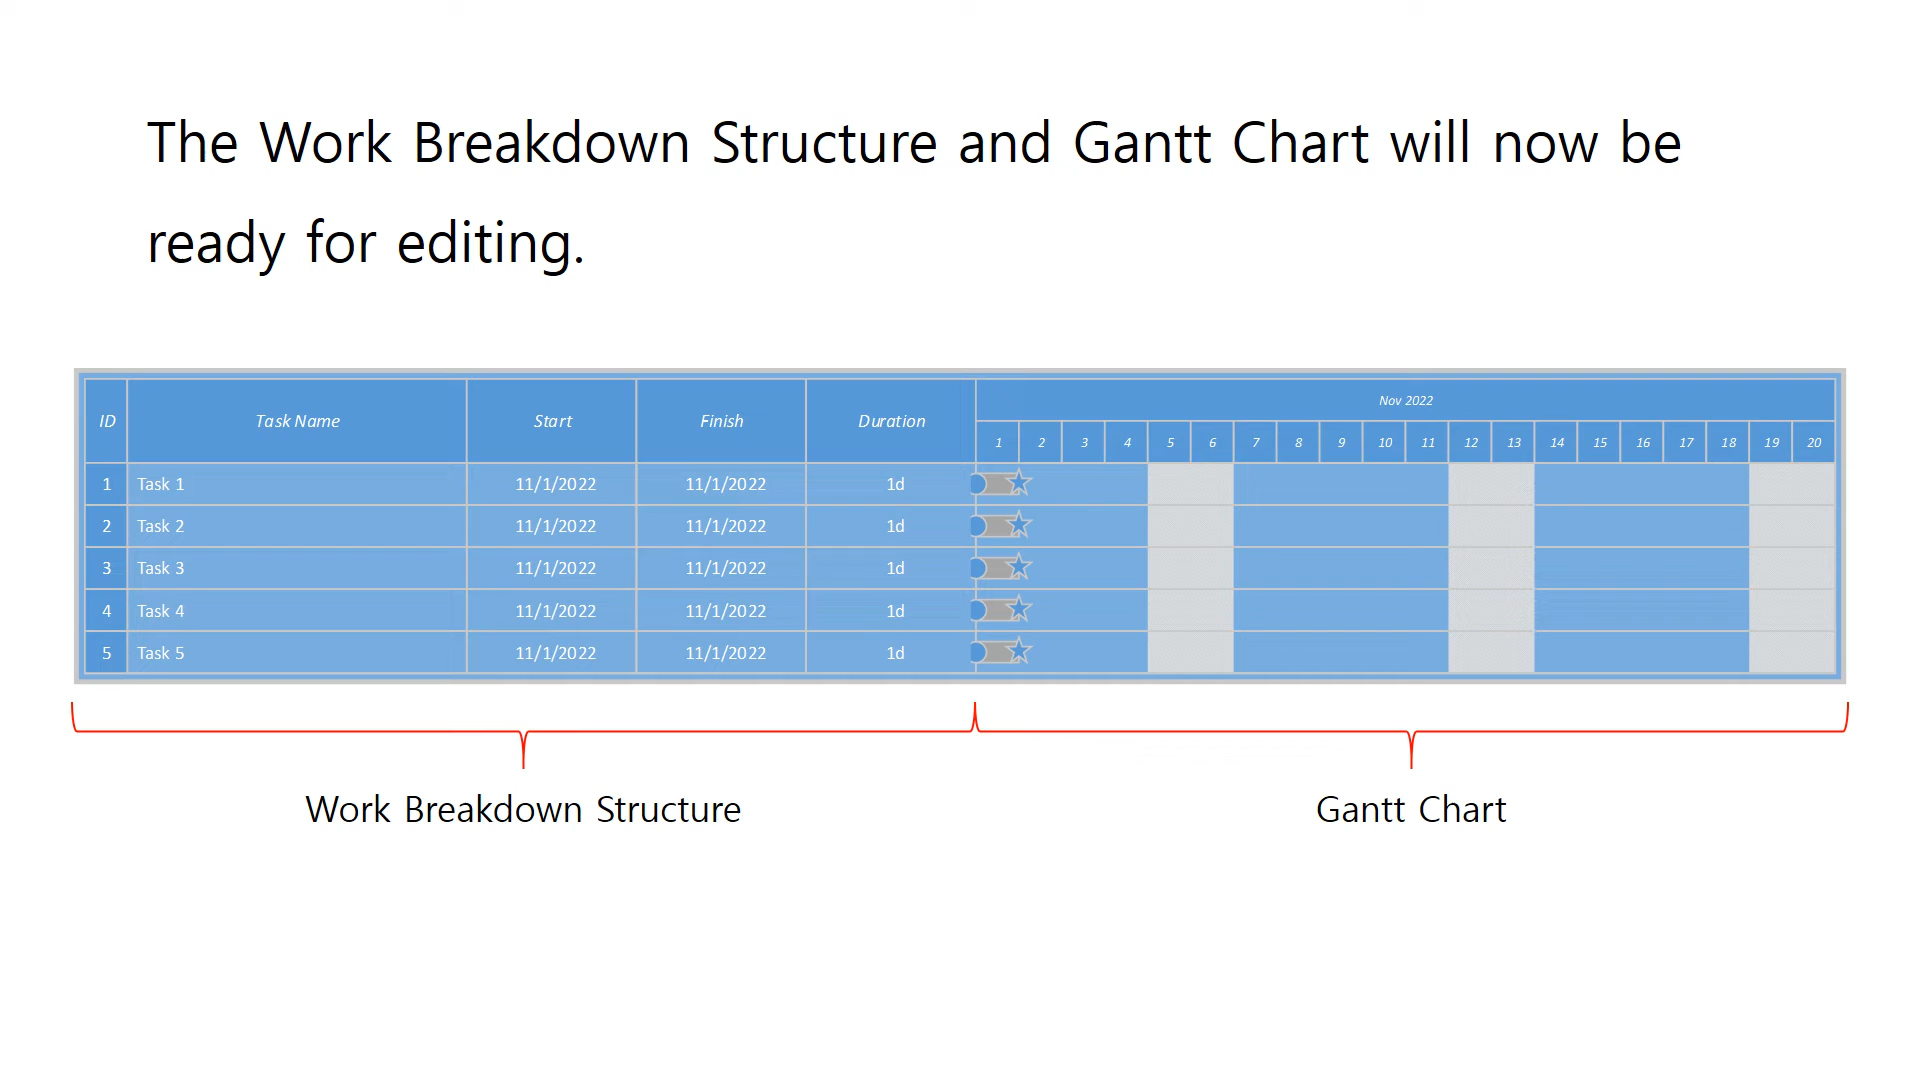 The Work Breakdown Structure and Gantt Chart will now be
ready for editing.
ID Task Name Start Finish Duration Nov 2022
1 2 3 4 5 6 7 8 9 10 11 12 13 14 15 16 17 18 19 20
1 Task 1 11/1/2022 11/1/2022 1d
2 Task 2 11/1/2022 11/1/2022 1d
3 Task 3 11/1/2022 11/1/2022 1d
4 Task 4 11/1/2022 11/1/2022 1d
5 Task 5 11/1/2022 11/1/2022 1d
Work Breakdown Structure Gantt Chart